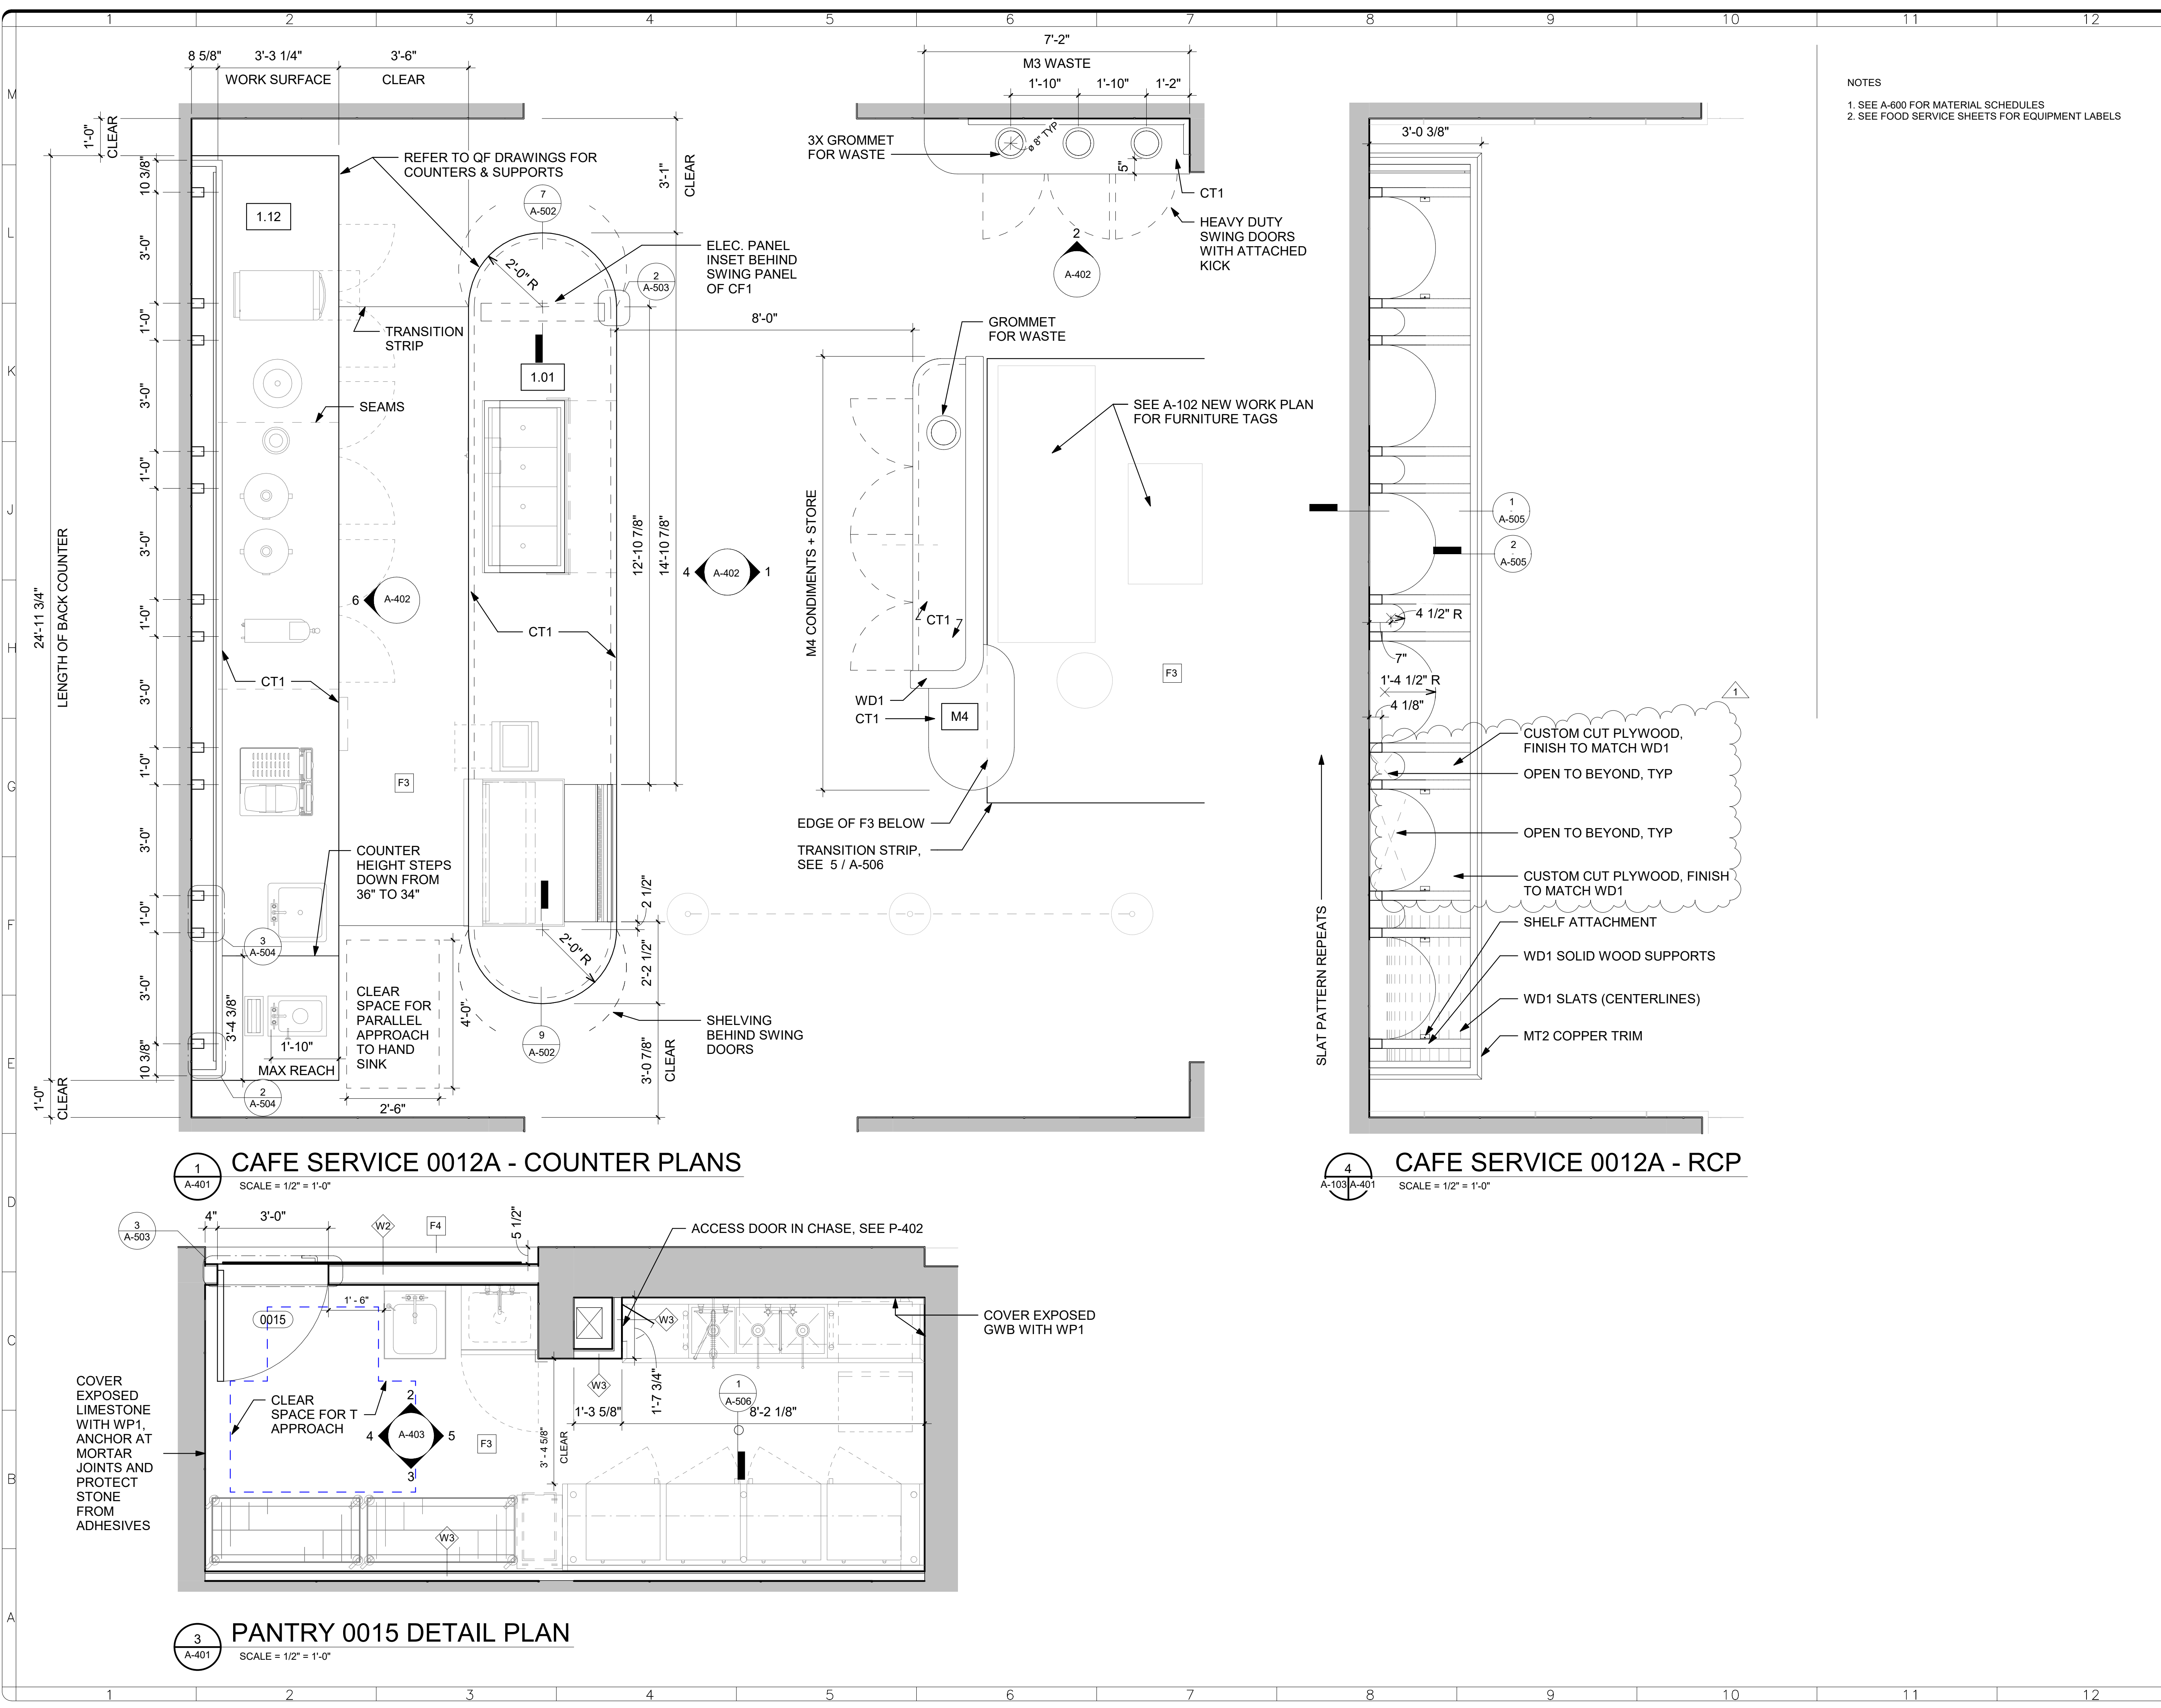 1 2 3 4 5 6 7 8 9 10 11 12
M
L
K
J
H
G
F
E
D
C
B
A
8 5/8"
3'-3 1/4"
WORK SURFACE
3'-6"
CLEAR
1'-0"
CLEAR
10 3/8"
3'-0"
1'-0"
3'-0"
1'-0"
3'-0"
1'-0"
3'-0"
1'-0"
3'-0"
1'-0"
3'-0"
10 3/8"
24'-11 3/4"
LENGTH OF BACK COUNTER
1'-0"
CLEAR
1.12
REFER TO QF DRAWINGS FOR
COUNTERS & SUPPORTS
7
A-502
3'-1"
CLEAR
2'-0" R
ELEC. PANEL
INSET BEHIND
SWING PANEL
OF CF1
2
A-503
TRANSITION
STRIP
1.01
8'-0"
SEAMS
6
A-402
12'-10 7/8"
14'-10 7/8"
4
A-402
1
CT1
CT1
F3
COUNTER
HEIGHT STEPS
DOWN FROM
36" TO 34"
3
A-504
2 1/2"
2'-0" R
2'-2 1/2"
3'-4 3/8"
CLEAR
SPACE FOR
PARALLEL
APPROACH
TO HAND
SINK
4'-0"
1'-10"
MAX REACH
2
A-504
2'-6"
9
A-502
SHELVING
BEHIND SWING
DOORS
3'-0 7/8"
CLEAR
7'-2"
M3 WASTE
1'-10"
1'-10"
1'-2"
3X GROMMET
FOR WASTE
ø 8" TYP
5"
CT1
HEAVY DUTY
SWING DOORS
WITH ATTACHED
KICK
2
A-402
GROMMET
FOR WASTE
SEE A-102 NEW WORK PLAN
FOR FURNITURE TAGS
M4 CONDIMENTS + STORE
CT1
F3
WD1
CT1
M4
EDGE OF F3 BELOW
TRANSITION STRIP,
SEE 5 / A-506
1
A-401
CAFE SERVICE 0012A - COUNTER PLANS
SCALE = 1/2" = 1'-0"
3'-0 3/8"
1
A-505
2
A-505
4 1/2" R
7"
1'-4 1/2" R
4 1/8"
1
CUSTOM CUT PLYWOOD,
FINISH TO MATCH WD1
OPEN TO BEYOND, TYP
OPEN TO BEYOND, TYP
CUSTOM CUT PLYWOOD, FINISH
TO MATCH WD1
SHELF ATTACHMENT
WD1 SOLID WOOD SUPPORTS
WD1 SLATS (CENTERLINES)
MT2 COPPER TRIM
SLAT PATTERN REPEATS
4
A-103 A-401
CAFE SERVICE 0012A - RCP
SCALE = 1/2" = 1'-0"
NOTES
1. SEE A-600 FOR MATERIAL SCHEDULES
2. SEE FOOD SERVICE SHEETS FOR EQUIPMENT LABELS
3
A-503
4"
3'-0"
W2
F4
5 1/2"
ACCESS DOOR IN CHASE, SEE P-402
1' - 6"
0015
W3
COVER EXPOSED
GWB WITH WP1
COVER
EXPOSED
LIMESTONE
WITH WP1,
ANCHOR AT
MORTAR
JOINTS AND
PROTECT
STONE
FROM
ADHESIVES
CLEAR
SPACE FOR T
APPROACH
2
4
A-403
5
3
F3
W3
1'-3 5/8"
1'-7 3/4"
1
A-506
8'-2 1/8"
3' - 4 5/8"
CLEAR
W3
3
A-401
PANTRY 0015 DETAIL PLAN
SCALE = 1/2" = 1'-0"
1 2 3 4 5 6 7 8 9 10 11 12